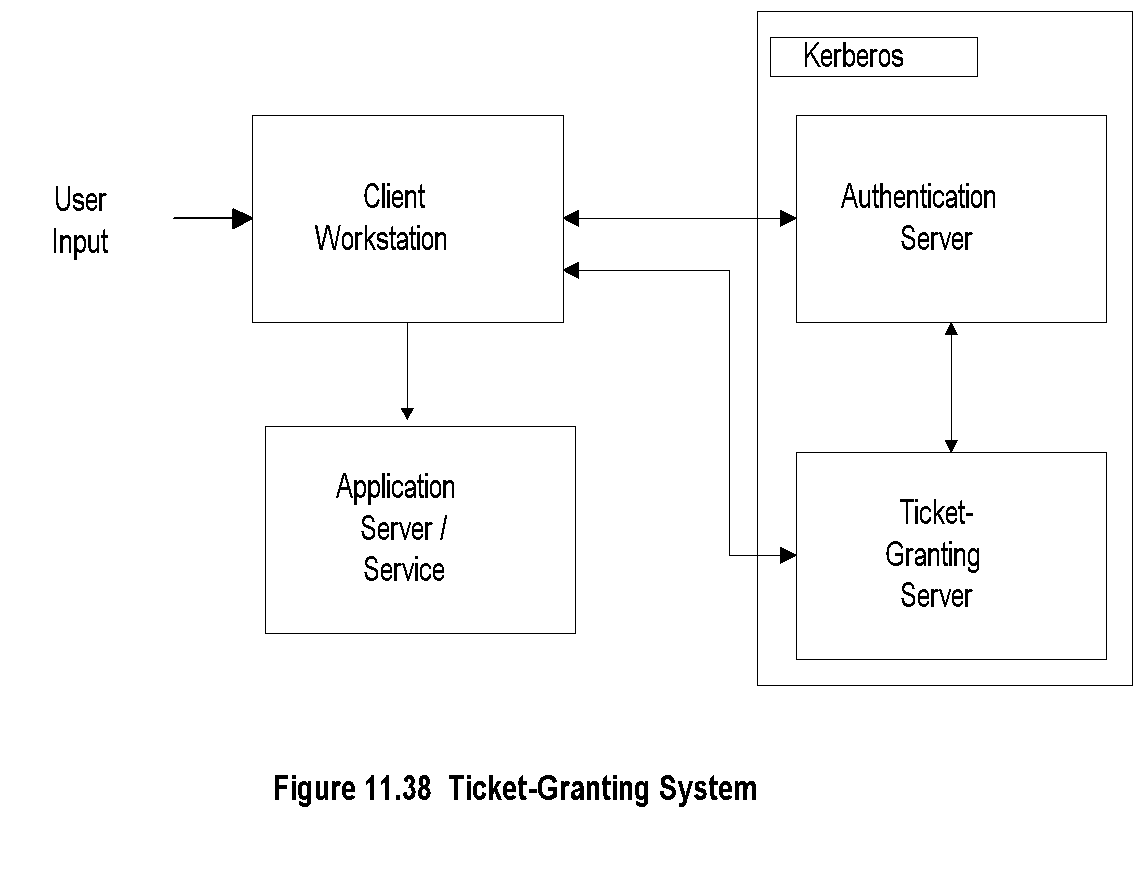 Kerberos
User
Input
Client
Workstation
Authentication
Server
Application
Server /
Service
Ticket-
Granting
Server
Figure 11.38 Ticket-Granting System